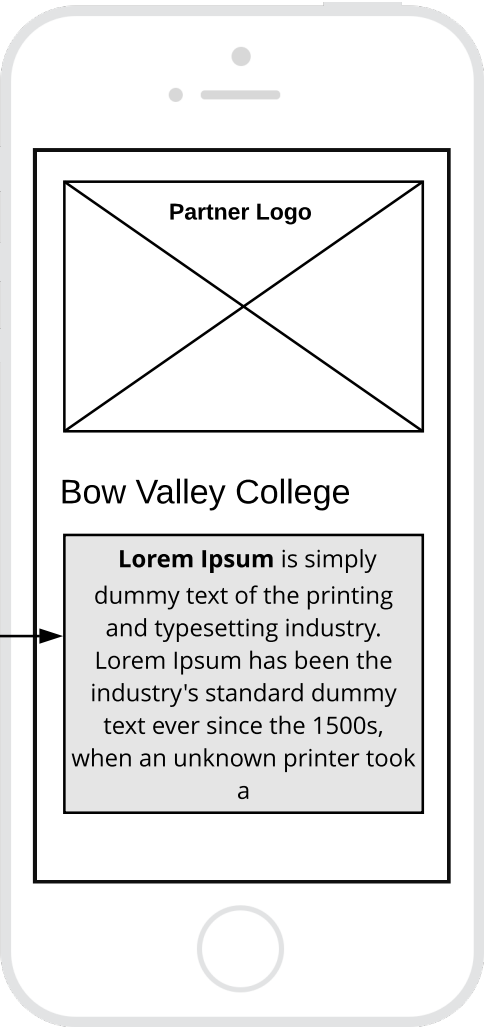 Partner Logo
Bow Valley College
Lorem Ipsum is simply
dummy text of the printing
and typesetting industry.
Lorem Ipsum has been the
industry's standard dummy
text ever since the 1500s,
when an unknown printer took
a